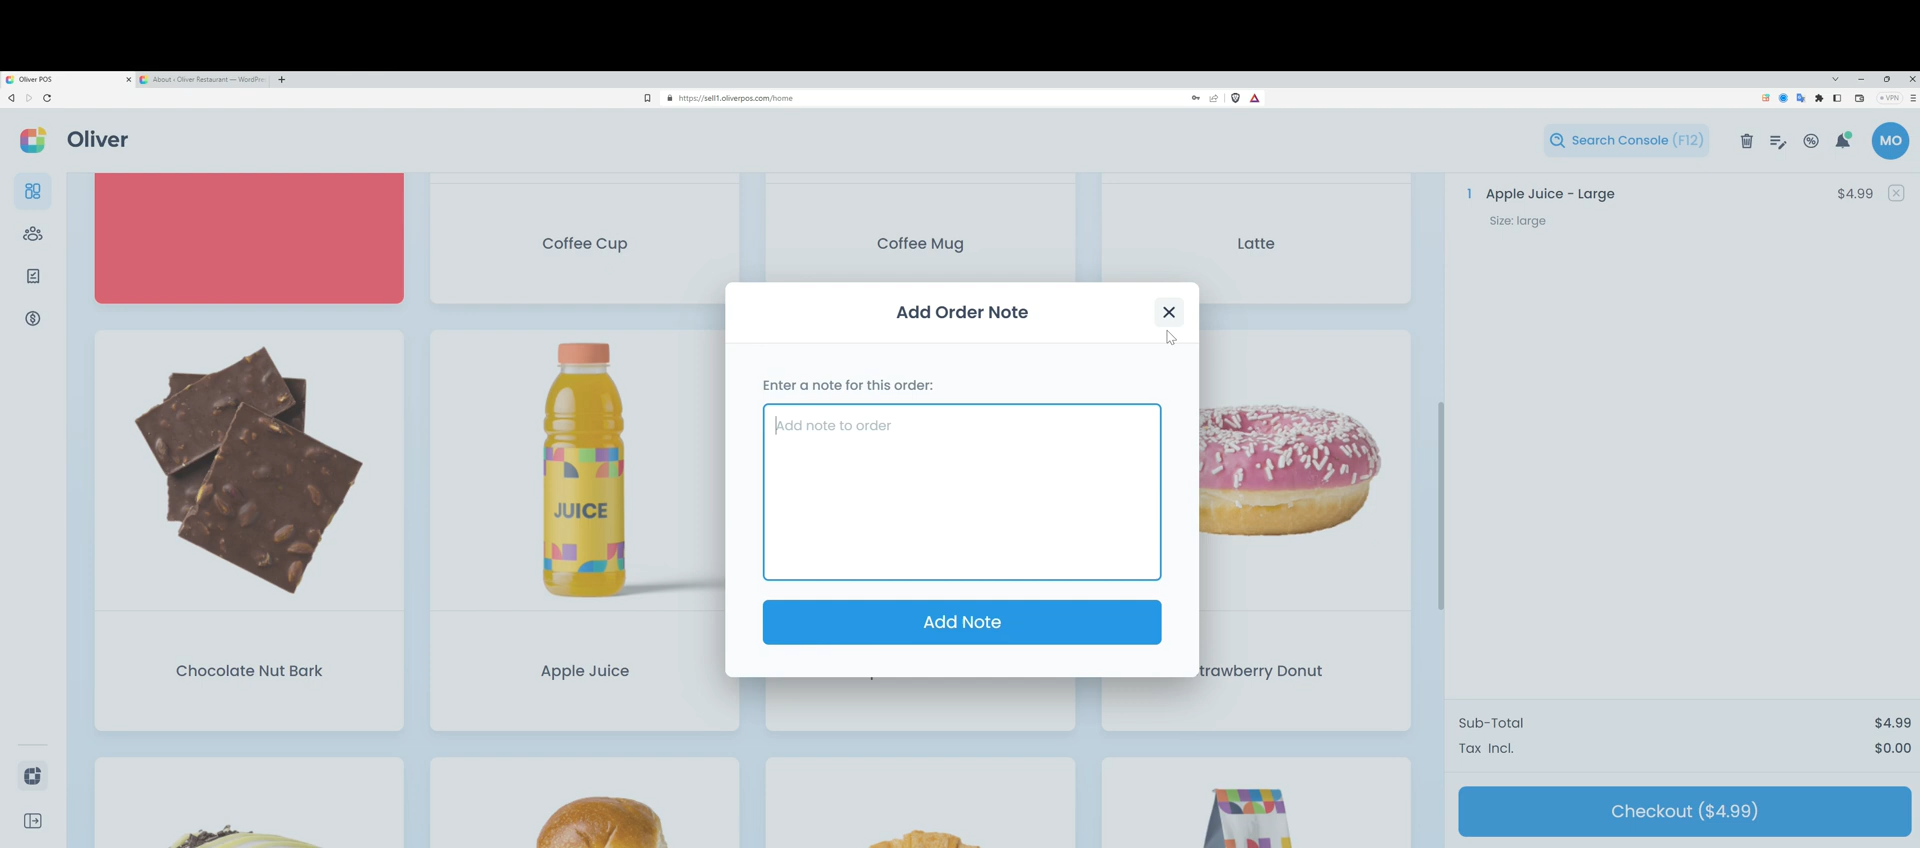 Oliver POS
About ‹ Oliver Restaurant — WordPre
https://sell1.oliverpos.com/home
VPN
Oliver
Search Console (F12)
MO
Coffee Cup
Coffee Mug
Latte
1 Apple Juice - Large $4.99
Size: large
Add Order Note
Enter a note for this order:
Add note to order
JUICE
Add Note
Chocolate Nut Bark
Apple Juice
trawberry Donut
Sub-Total $4.99
Tax Incl. $0.00
Checkout ($4.99)